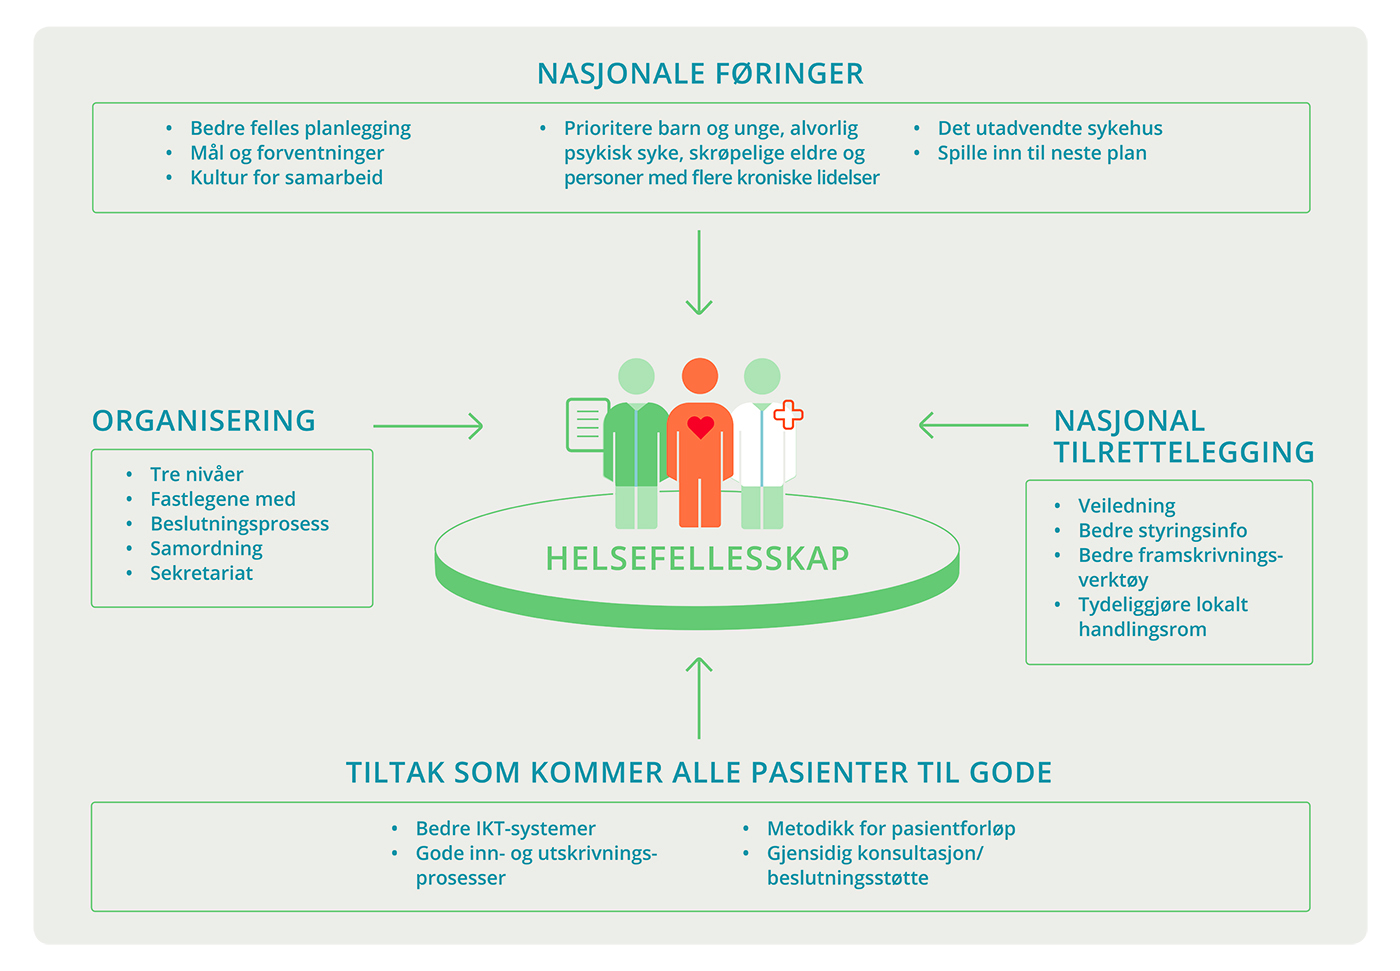 NASJONALE FØRINGER
• Bedre felles planlegging
• Mål og forventninger
• Kultur for samarbeid
• Prioritere barn og unge, alvorlig
psykisk syke, skrøpelige eldre og
personer med flere kroniske lidelser
• Det utadvendte sykehus
• Spille inn til neste plan
ORGANISERING
• Tre nivåer
• Fastlegene med
• Beslutningsprosess
• Samordning
• Sekretariat
HELSEFELLESSKAP
NASJONAL
TILRETTELEGGING
• Veiledning
• Bedre styringsinfo
• Bedre framskrivnings-
verktøy
• Tydeliggjøre lokalt
handlingsrom
TILTAK SOM KOMMER ALLE PASIENTER TIL GODE
• Bedre IKT-systemer
• Gode inn- og utskrivnings-
prosesser
• Metodikk for pasientforløp
• Gjensidig konsultasjon/
beslutningsstøtte